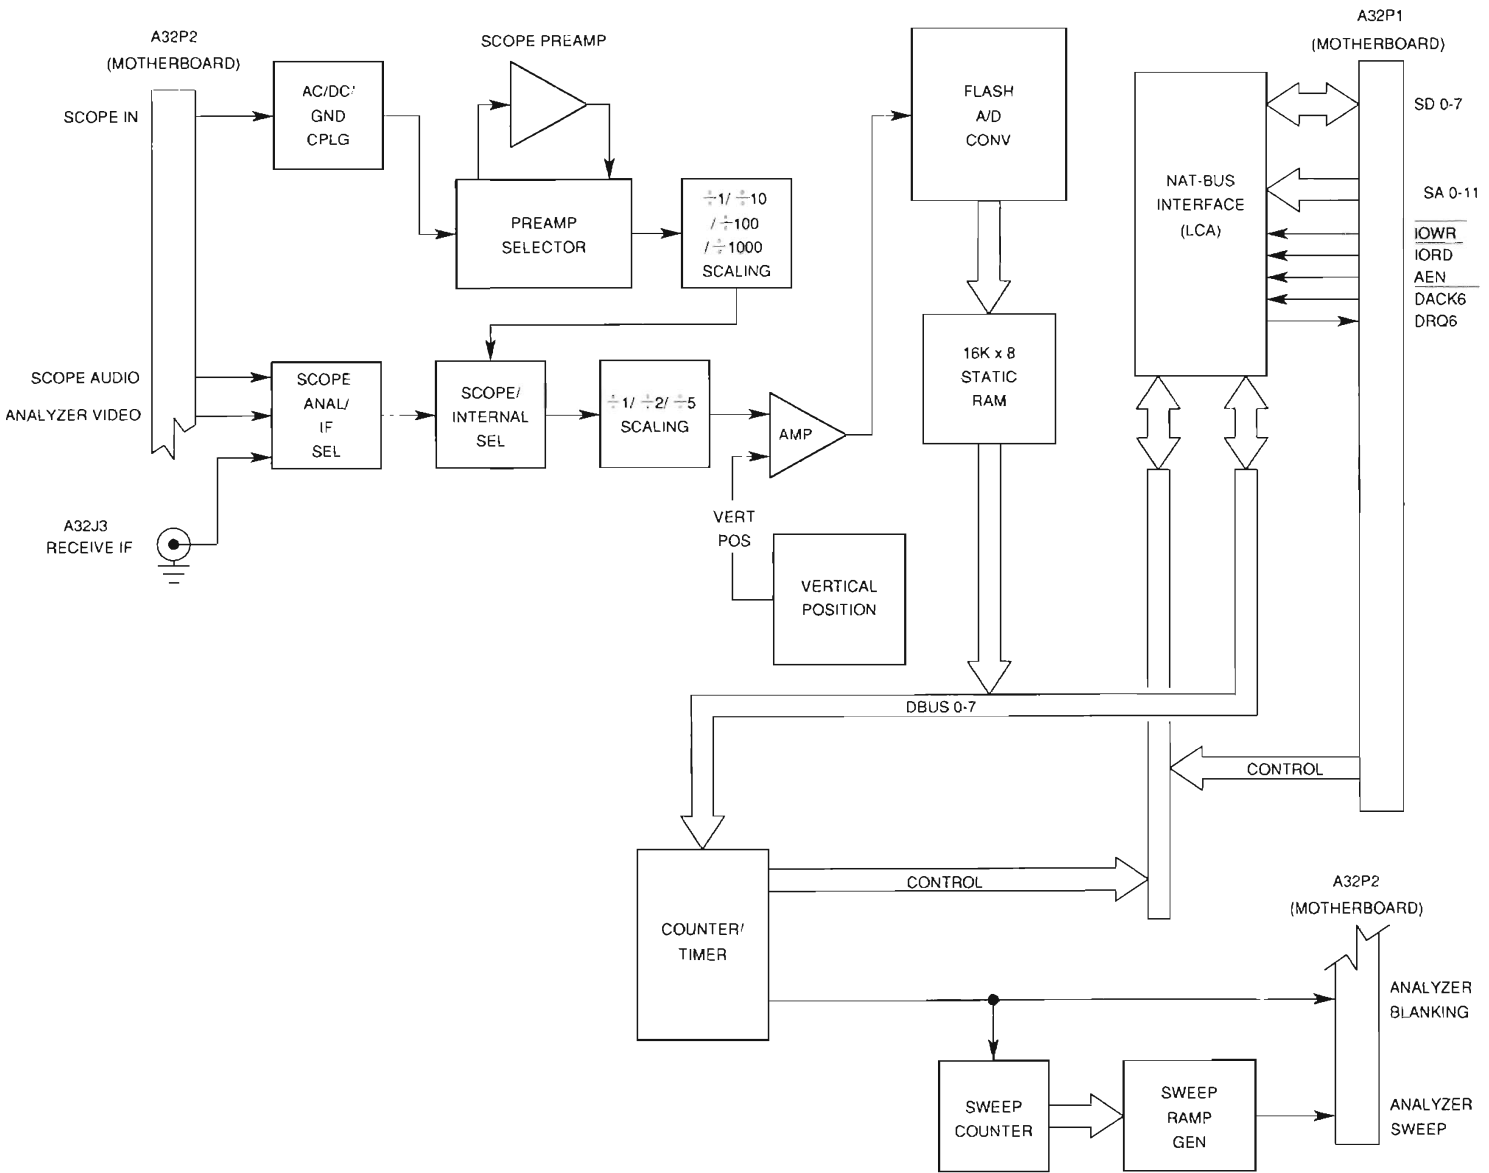 A32P2
(MOTHERBOARD)
SCOPE IN
AC/DC/
GND
CPLG
SCOPE PREAMP
PREAMP
SELECTOR
÷1/ ÷10
/ ÷100
/ ÷1000
SCALING
FLASH
A/D
CONV
A32P1
(MOTHERBOARD)
NAT-BUS
INTERFACE
(LCA)
SD 0-7
SA 0-11
IOWR
IORD
AEN
DACK6
DRQ6
SCOPE AUDIO
ANALYZER VIDEO
SCOPE
ANAL/
IF
SEL
SCOPE/
INTERNAL
SEL
÷1/ ÷2/ ÷5
SCALING
AMP
16K x 8
STATIC
RAM
A32J3
RECEIVE IF
VERT
POS
VERTICAL
POSITION
DBUS 0-7
CONTROL
COUNTER/
TIMER
CONTROL
A32P2
(MOTHERBOARD)
ANALYZER
BLANKING
SWEEP
COUNTER
SWEEP
RAMP
GEN
ANALYZER
SWEEP